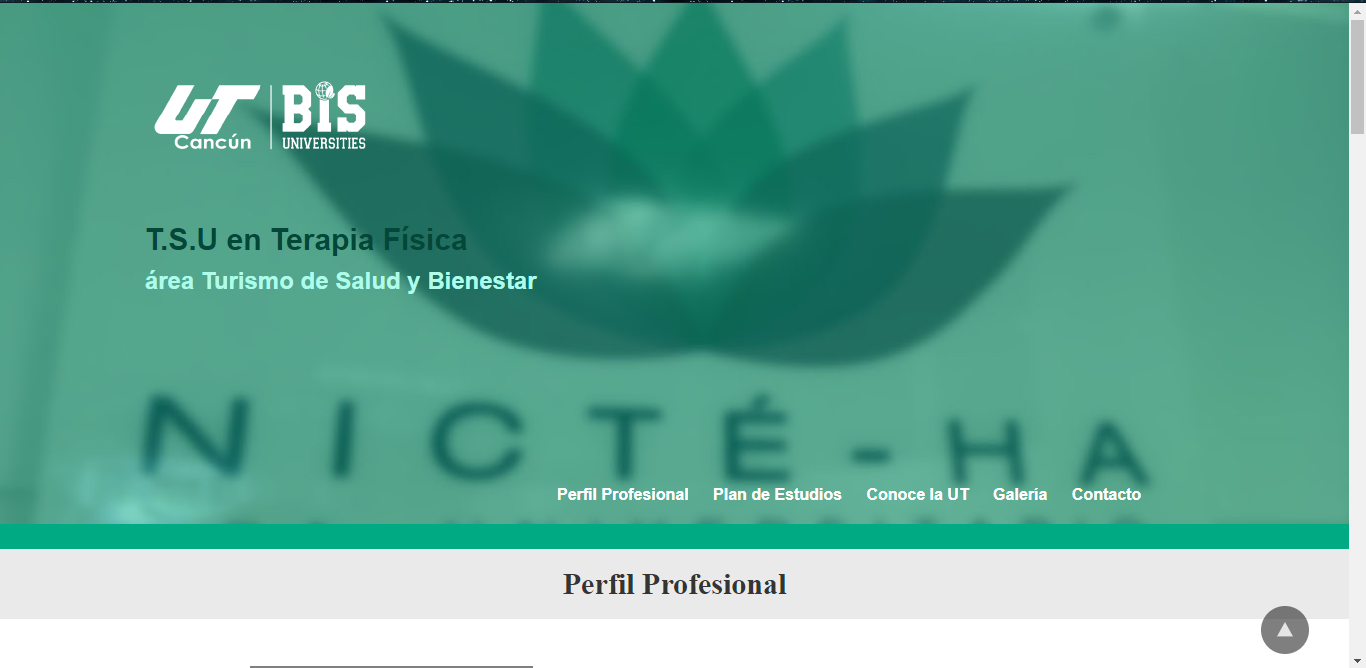 UT
Cancún
BIS
UNIVERSITIES
T.S.U en Terapia Física
área Turismo de Salud y Bienestar
NICTÉ-HA
Perfil Profesional Plan de Estudios Conoce la UT Galería Contacto
Perfil Profesional